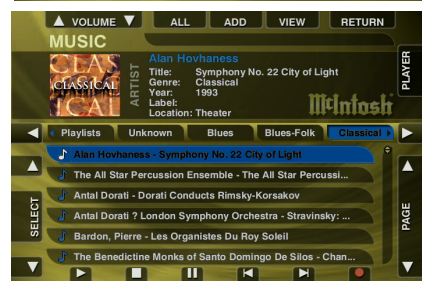 VOLUME ALL ADD VIEW RETURN
MUSIC
CLASSICAL
ARTIST
Alan Hovhaness
Title: Symphony No. 22 City of Light
Genre: Classical
Year: 1993
Label:
Location: Theater
McIntosh
PLAYER
Playlists Unknown Blues Blues-Folk Classical
Alan Hovhaness - Symphony No. 22 City of Light
The All Star Percussion Ensemble - The All Star Percussi...
Antal Dorati - Dorati Conducts Rimsky-Korsakov
Antal Dorati ? London Symphony Orchestra - Stravinsky: ...
Bardon, Pierre - Les Organistes Du Roy Soleil
The Benedictine Monks of Santo Domingo De Silos - Chan...
SELECT
PAGE